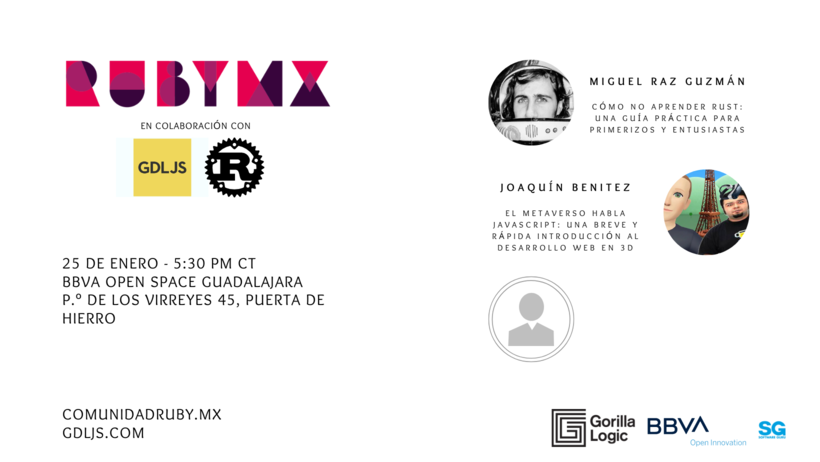 RUBYMX
EN COLABORACIÓN CON
GDLJS
R
25 DE ENERO - 5:30 PM CT
BBVA OPEN SPACE GUADALAJARA
P.º DE LOS VIRREYES 45, PUERTA DE
HIERRO
COMUNIDADRUBY.MX
GDLJS.COM
MIGUEL RAZ GUZMÁN
CÓMO NO APRENDER RUST:
UNA GUÍA PRÁCTICA PARA
PRIMERIZOS Y ENTUSIASTAS
JOAQUÍN BENITEZ
EL METAVERSO HABLA
JAVASCRIPT: UNA BREVE Y
RÁPIDA INTRODUCCIÓN AL
DESARROLLO WEB EN 3D
Gorilla
Logic
BBVA
Open Innovation
SG
SOFTWARE GURU